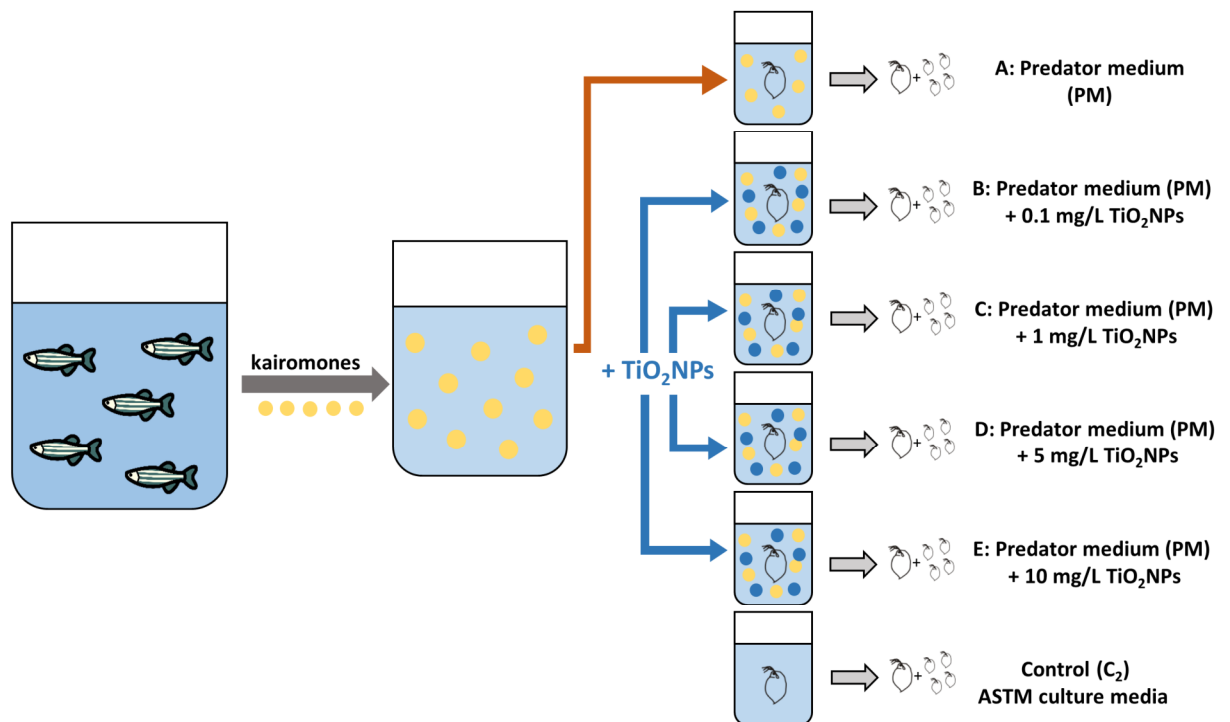 kairomones
+ TiO₂NPs
A: Predator medium
(PM)
B: Predator medium (PM)
+ 0.1 mg/L TiO₂NPs
C: Predator medium (PM)
+ 1 mg/L TiO₂NPs
D: Predator medium (PM)
+ 5 mg/L TiO₂NPs
E: Predator medium (PM)
+ 10 mg/L TiO₂NPs
Control (C₂)
ASTM culture media
+
+
+
+
+
+